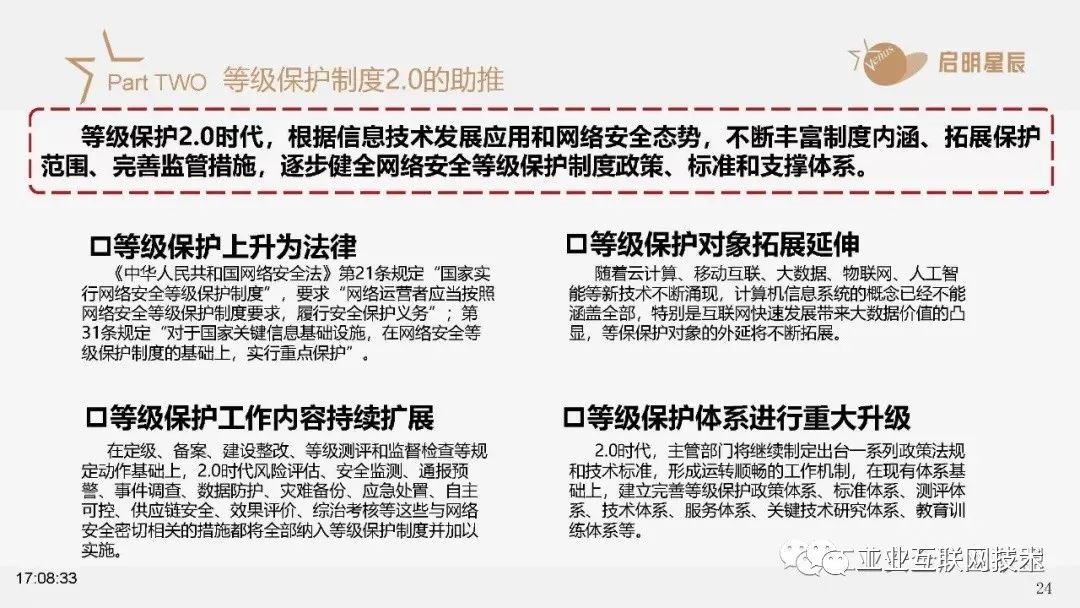 Part TWO 等级保护制度2.0的助推
Venus 启明星辰
等级保护2.0时代，根据信息技术发展应用和网络安全态势，不断丰富制度内涵、拓展保护
范围、完善监管措施，逐步健全网络安全等级保护制度政策、标准和支撑体系。
等级保护上升为法律
《中华人民共和国网络安全法》第21条规定“国家实
行网络安全等级保护制度”，要求“网络运营者应当按照
网络安全等级保护制度要求，履行安全保护义务”；第
31条规定“对于国家关键信息基础设施，在网络安全等
级保护制度的基础上，实行重点保护”。
等级保护对象拓展延伸
随着云计算、移动互联、大数据、物联网、人工智
能等新技术不断涌现，计算机信息系统的概念已经不能
涵盖全部，特别是互联网快速发展带来大数据价值的凸
显，等保保护对象的外延将不断拓展。
等级保护工作内容持续扩展
在定级、备案、建设整改、等级测评和监督检查等规
定动作基础上，2.0时代风险评估、安全监测、通报预
警、事件调查、数据防护、灾难备份、应急处置、自主
可控、供应链安全、效果评价、综治考核等这些与网络
安全密切相关的措施都将全部纳入等级保护制度并加以
实施。
等级保护体系进行重大升级
2.0时代，主管部门将继续制定出台一系列政策法规
和技术标准，形成运转顺畅的工作机制，在现有体系基
础上，建立完善等级保护政策体系、标准体系、测评体
系、技术体系、服务体系、关键技术研究体系、教育训
练体系等。
17:08:33
24